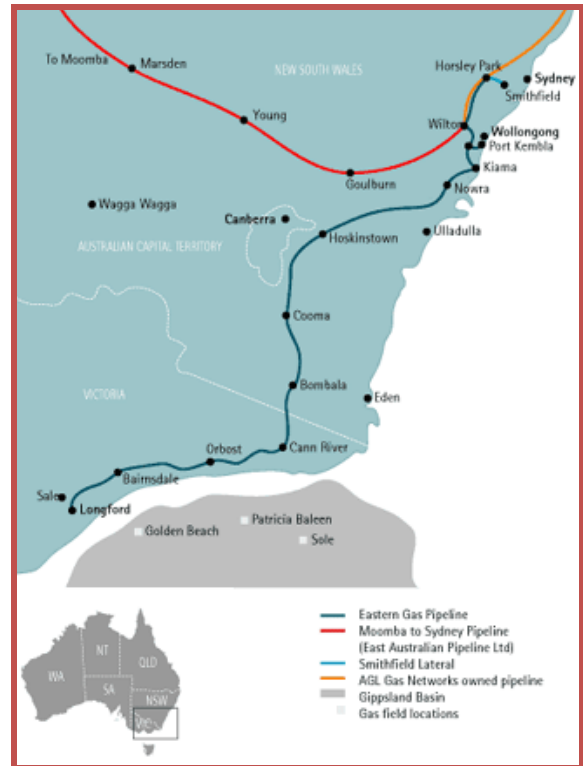 To Moomba
Marsden
NEW SOUTH WALES
Horsley Park
Sydney
Smithfield
Young
Wilton
Wollongong
Port Kembla
Kiama
Goulburn
Nowra
Wagga Wagga
Canberra
Hoskinstown
Ulladulla
AUSTRALIAN CAPITAL TERRITORY
Cooma
VICTORIA
Bombala
Eden
Orbost
Cann River
Bairnsdale
Sale
Longford
Patricia Baleen
Golden Beach
Sole
Eastern Gas Pipeline
Moomba to Sydney Pipeline
(East Australian Pipeline Ltd)
Smithfield Lateral
AGL Gas Networks owned pipeline
Gippsland Basin
Gas field locations
NT
QLD
WA
SA
NSW
VIC